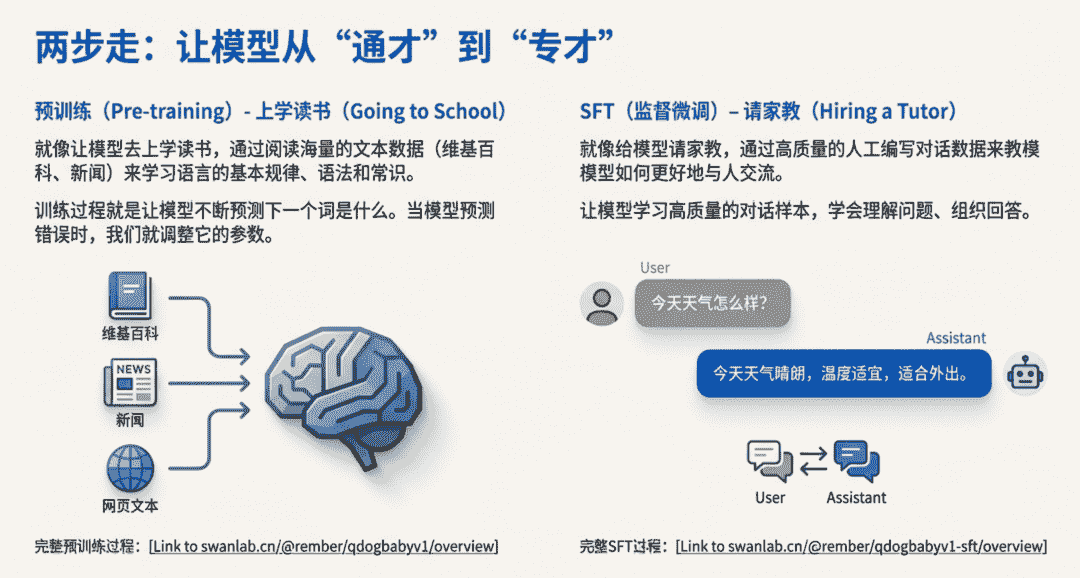 两步走：让模型从“通才”到“专才”
预训练（Pre-training）- 上学读书（Going to School）
就像让模型去上学读书，通过阅读海量的文本数据（维基百
科、新闻）来学习语言的基本规律、语法和常识。
训练过程就是让模型不断预测下一个词是什么。当模型预测
错误时，我们就调整它的参数。
维基百科
NEWS
新闻
网页文本
完整预训练过程：[Link to swanlab.cn/@rember/qdogbabyv1/overview]
SFT（监督微调）– 请家教（Hiring a Tutor）
就像给模型请家教，通过高质量的人工编写对话数据来教模
模型如何更好地与人交流。
让模型学习高质量的对话样本，学会理解问题、组织回答。
User
今天天气怎么样？
Assistant
今天天气晴朗，温度适宜，适合外出。
User
Assistant
完整SFT过程：[Link to swanlab.cn/@rember/qdogbabyv1-sft/overview]